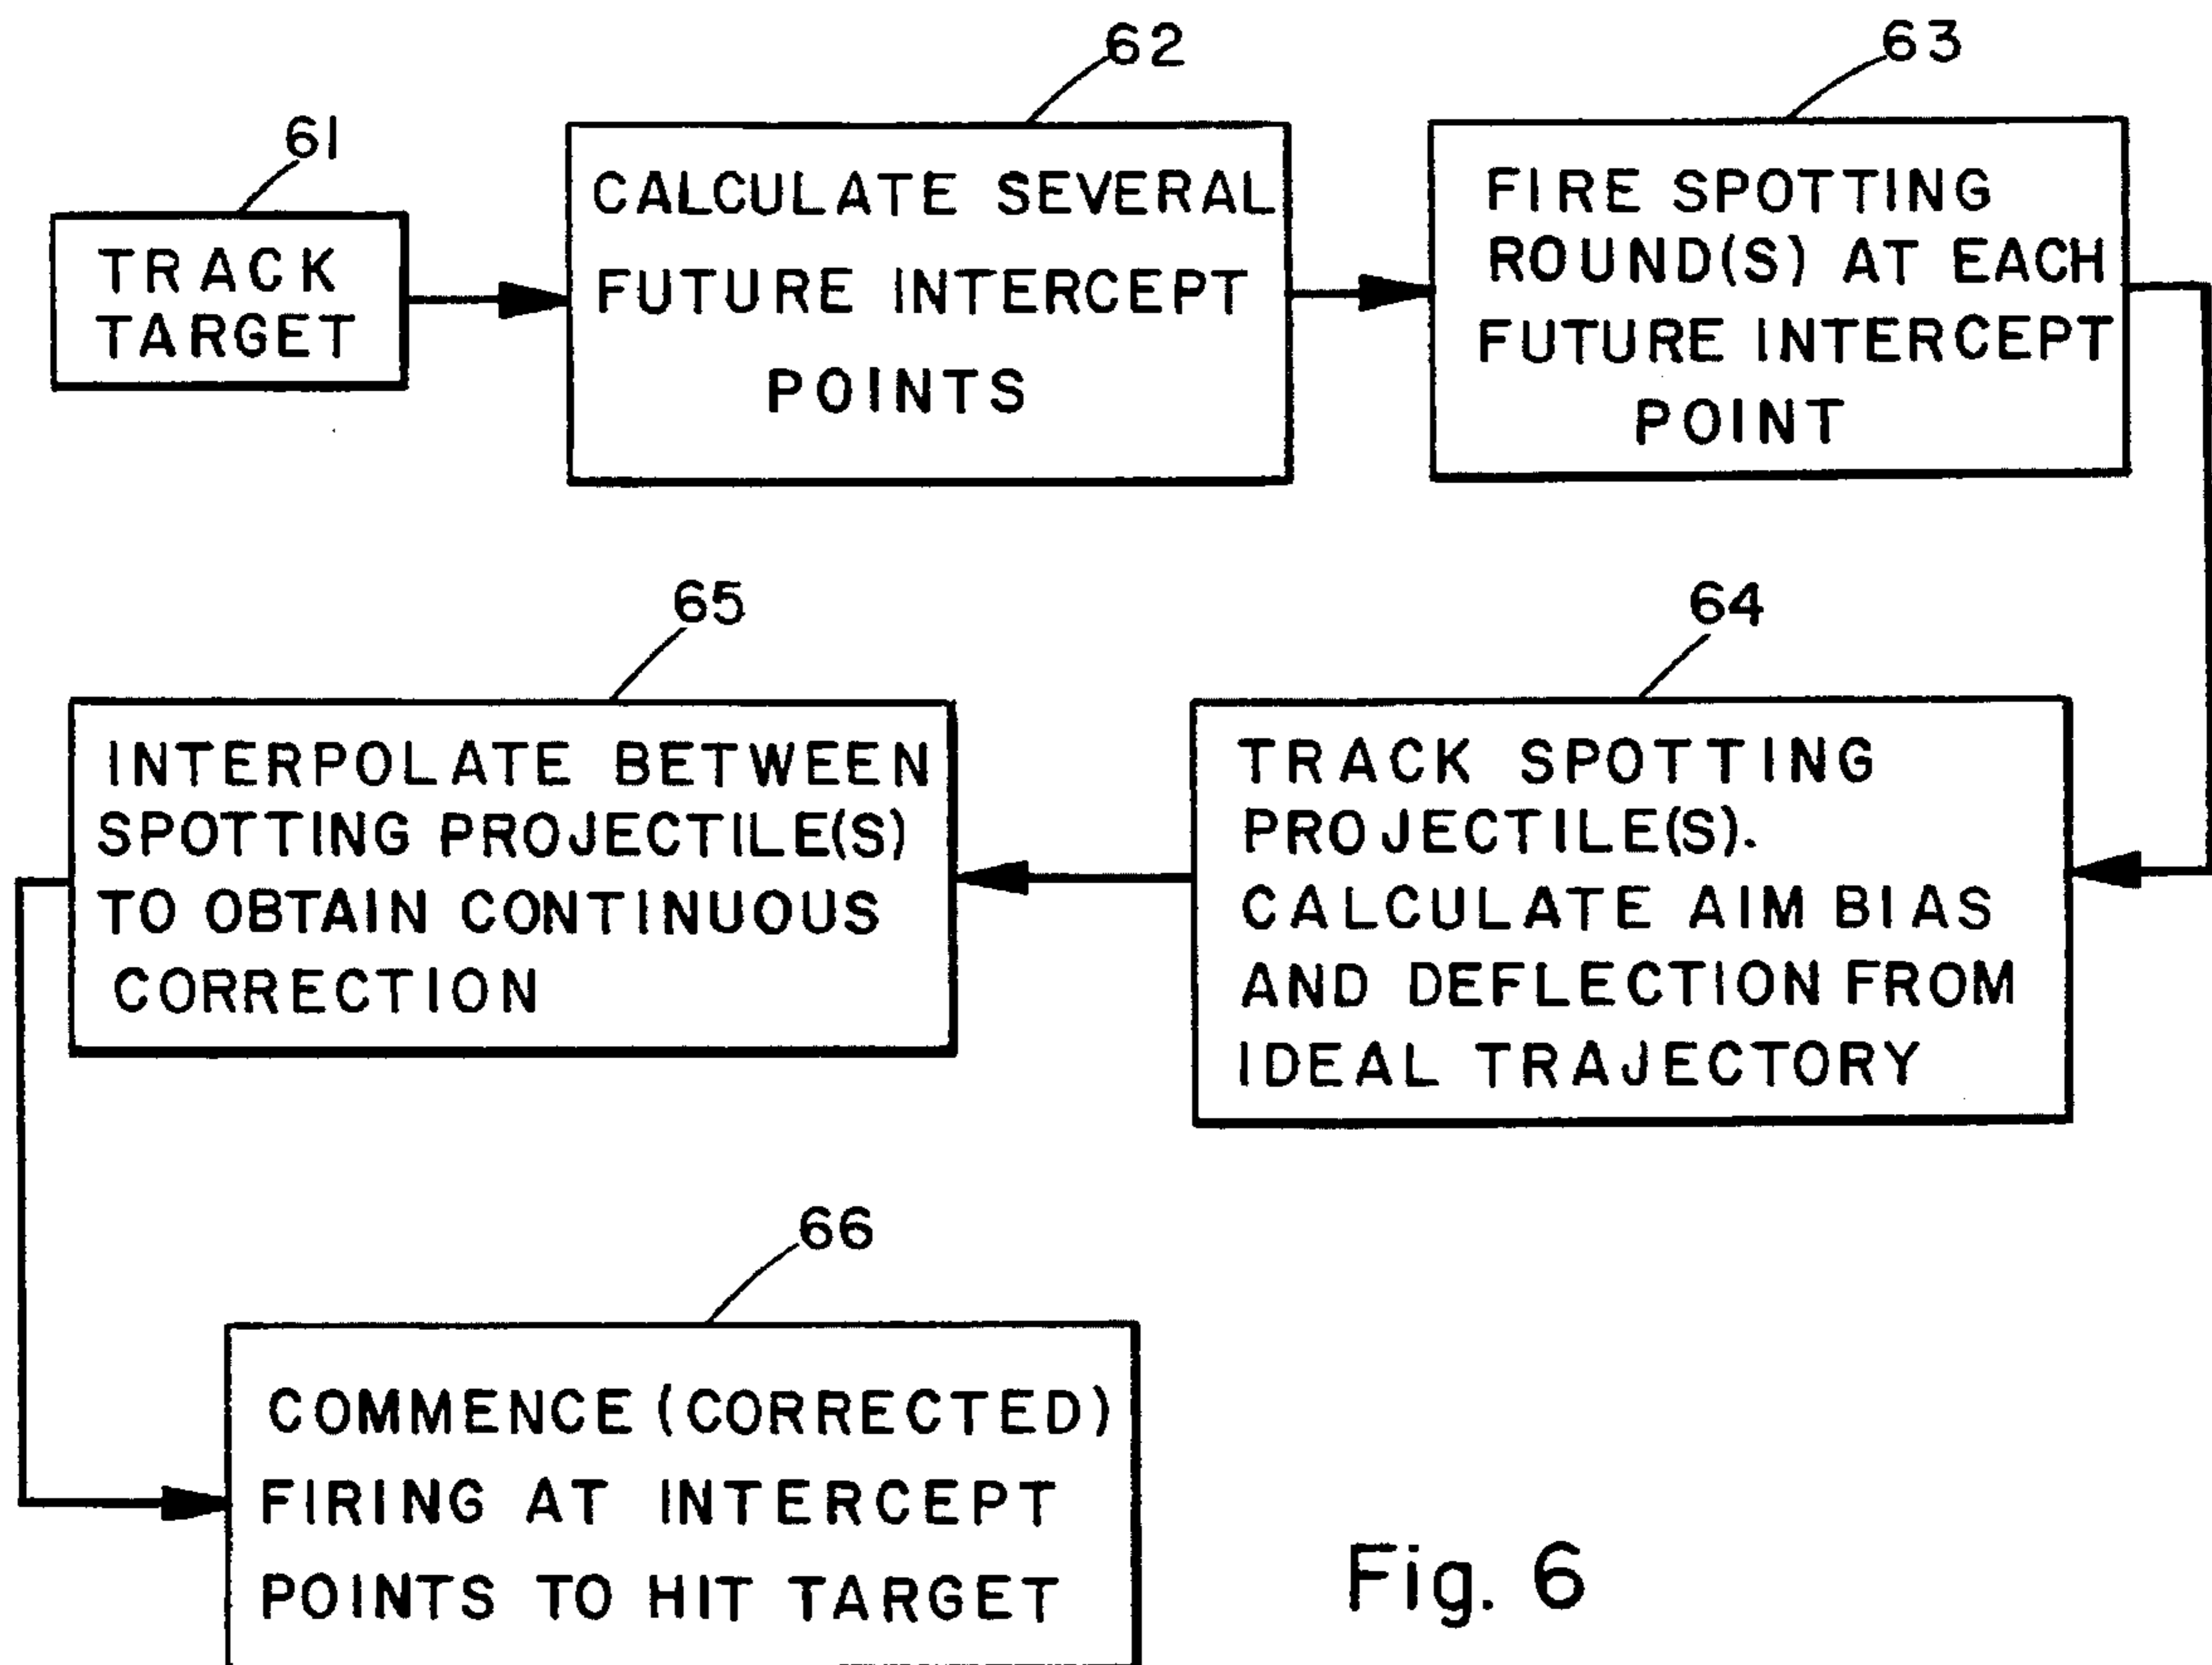 61
TRACK
TARGET
62
CALCULATE SEVERAL
FUTURE INTERCEPT
POINTS
63
FIRE SPOTTING
ROUND(S) AT EACH
FUTURE INTERCEPT
POINT
64
TRACK SPOTTING
PROJECTILE(S).
CALCULATE AIM BIAS
AND DEFLECTION FROM
IDEAL TRAJECTORY
65
INTERPOLATE BETWEEN
SPOTTING PROJECTILE(S)
TO OBTAIN CONTINUOUS
CORRECTION
66
COMMENCE (CORRECTED)
FIRING AT INTERCEPT
POINTS TO HIT TARGET
Fig. 6